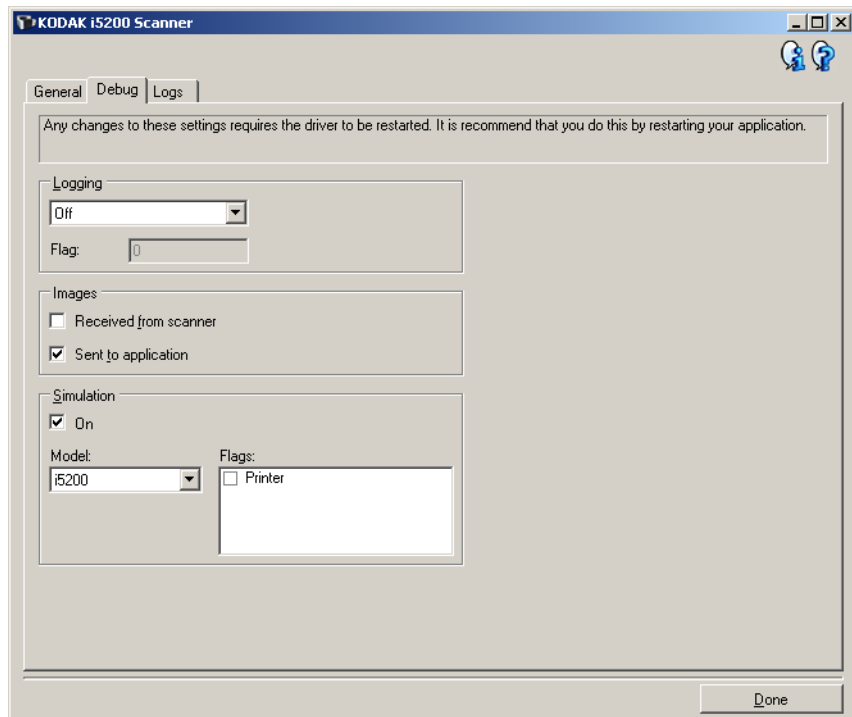 KODAK i5200 Scanner
General Debug Logs
Any changes to these settings requires the driver to be restarted. It is recommend that you do this by restarting your application.
Logging
Off
Flag: 0
Images
Received from scanner
Sent to application
Simulation
On
Model: Flags:
i5200 Printer
Done